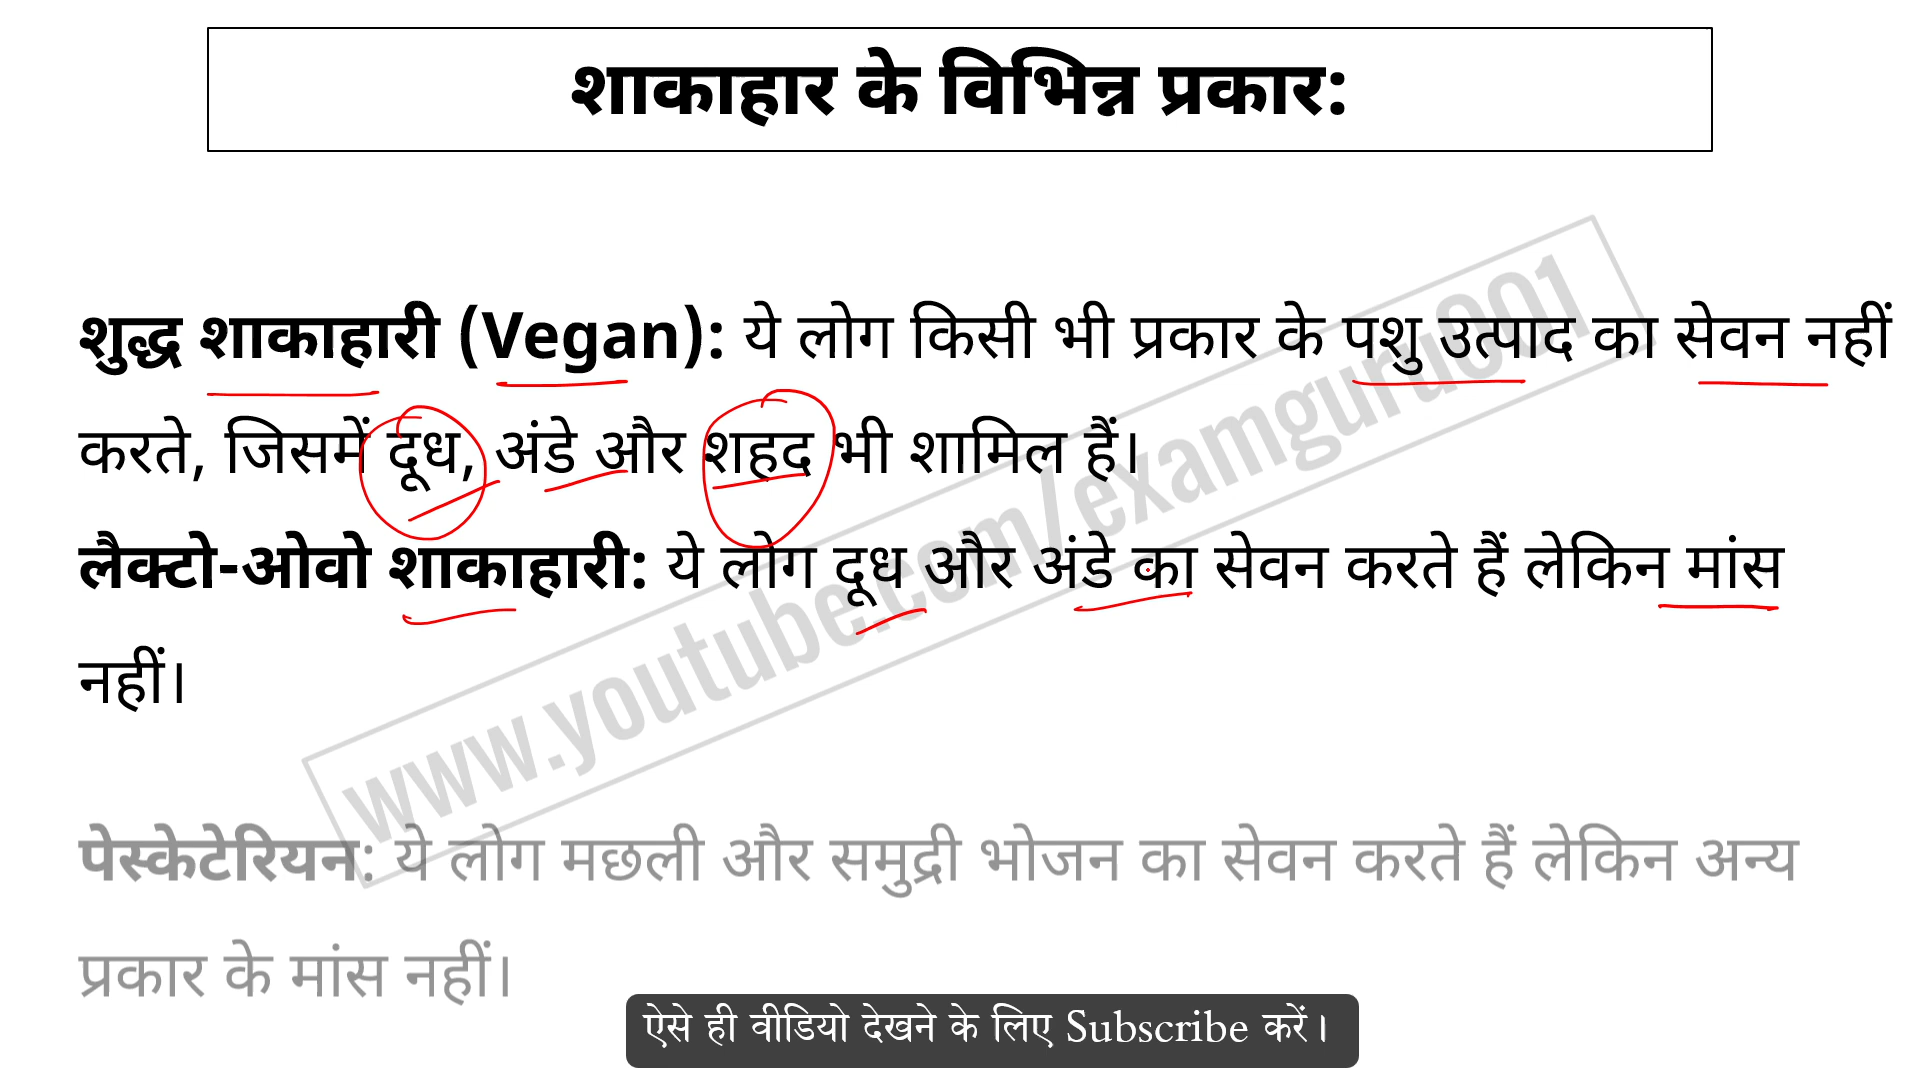 शाकाहार के विभिन्न प्रकार:
शुद्ध शाकाहारी (Vegan): ये लोग किसी भी प्रकार के पशु उत्पाद का सेवन नहीं
करते, जिसमें दूध, अंडे और शहद भी शामिल हैं।
लैक्टो-ओवो शाकाहारी: ये लोग दूध और अंडे का सेवन करते हैं लेकिन मांस
नहीं।
www.youtube.com/examguru001
पेस्केटेरियन: ये लोग मछली और समुद्री भोजन का सेवन करते हैं लेकिन अन्य
प्रकार के मांस नहीं।
ऐसे ही वीडियो देखने के लिए Subscribe करें।